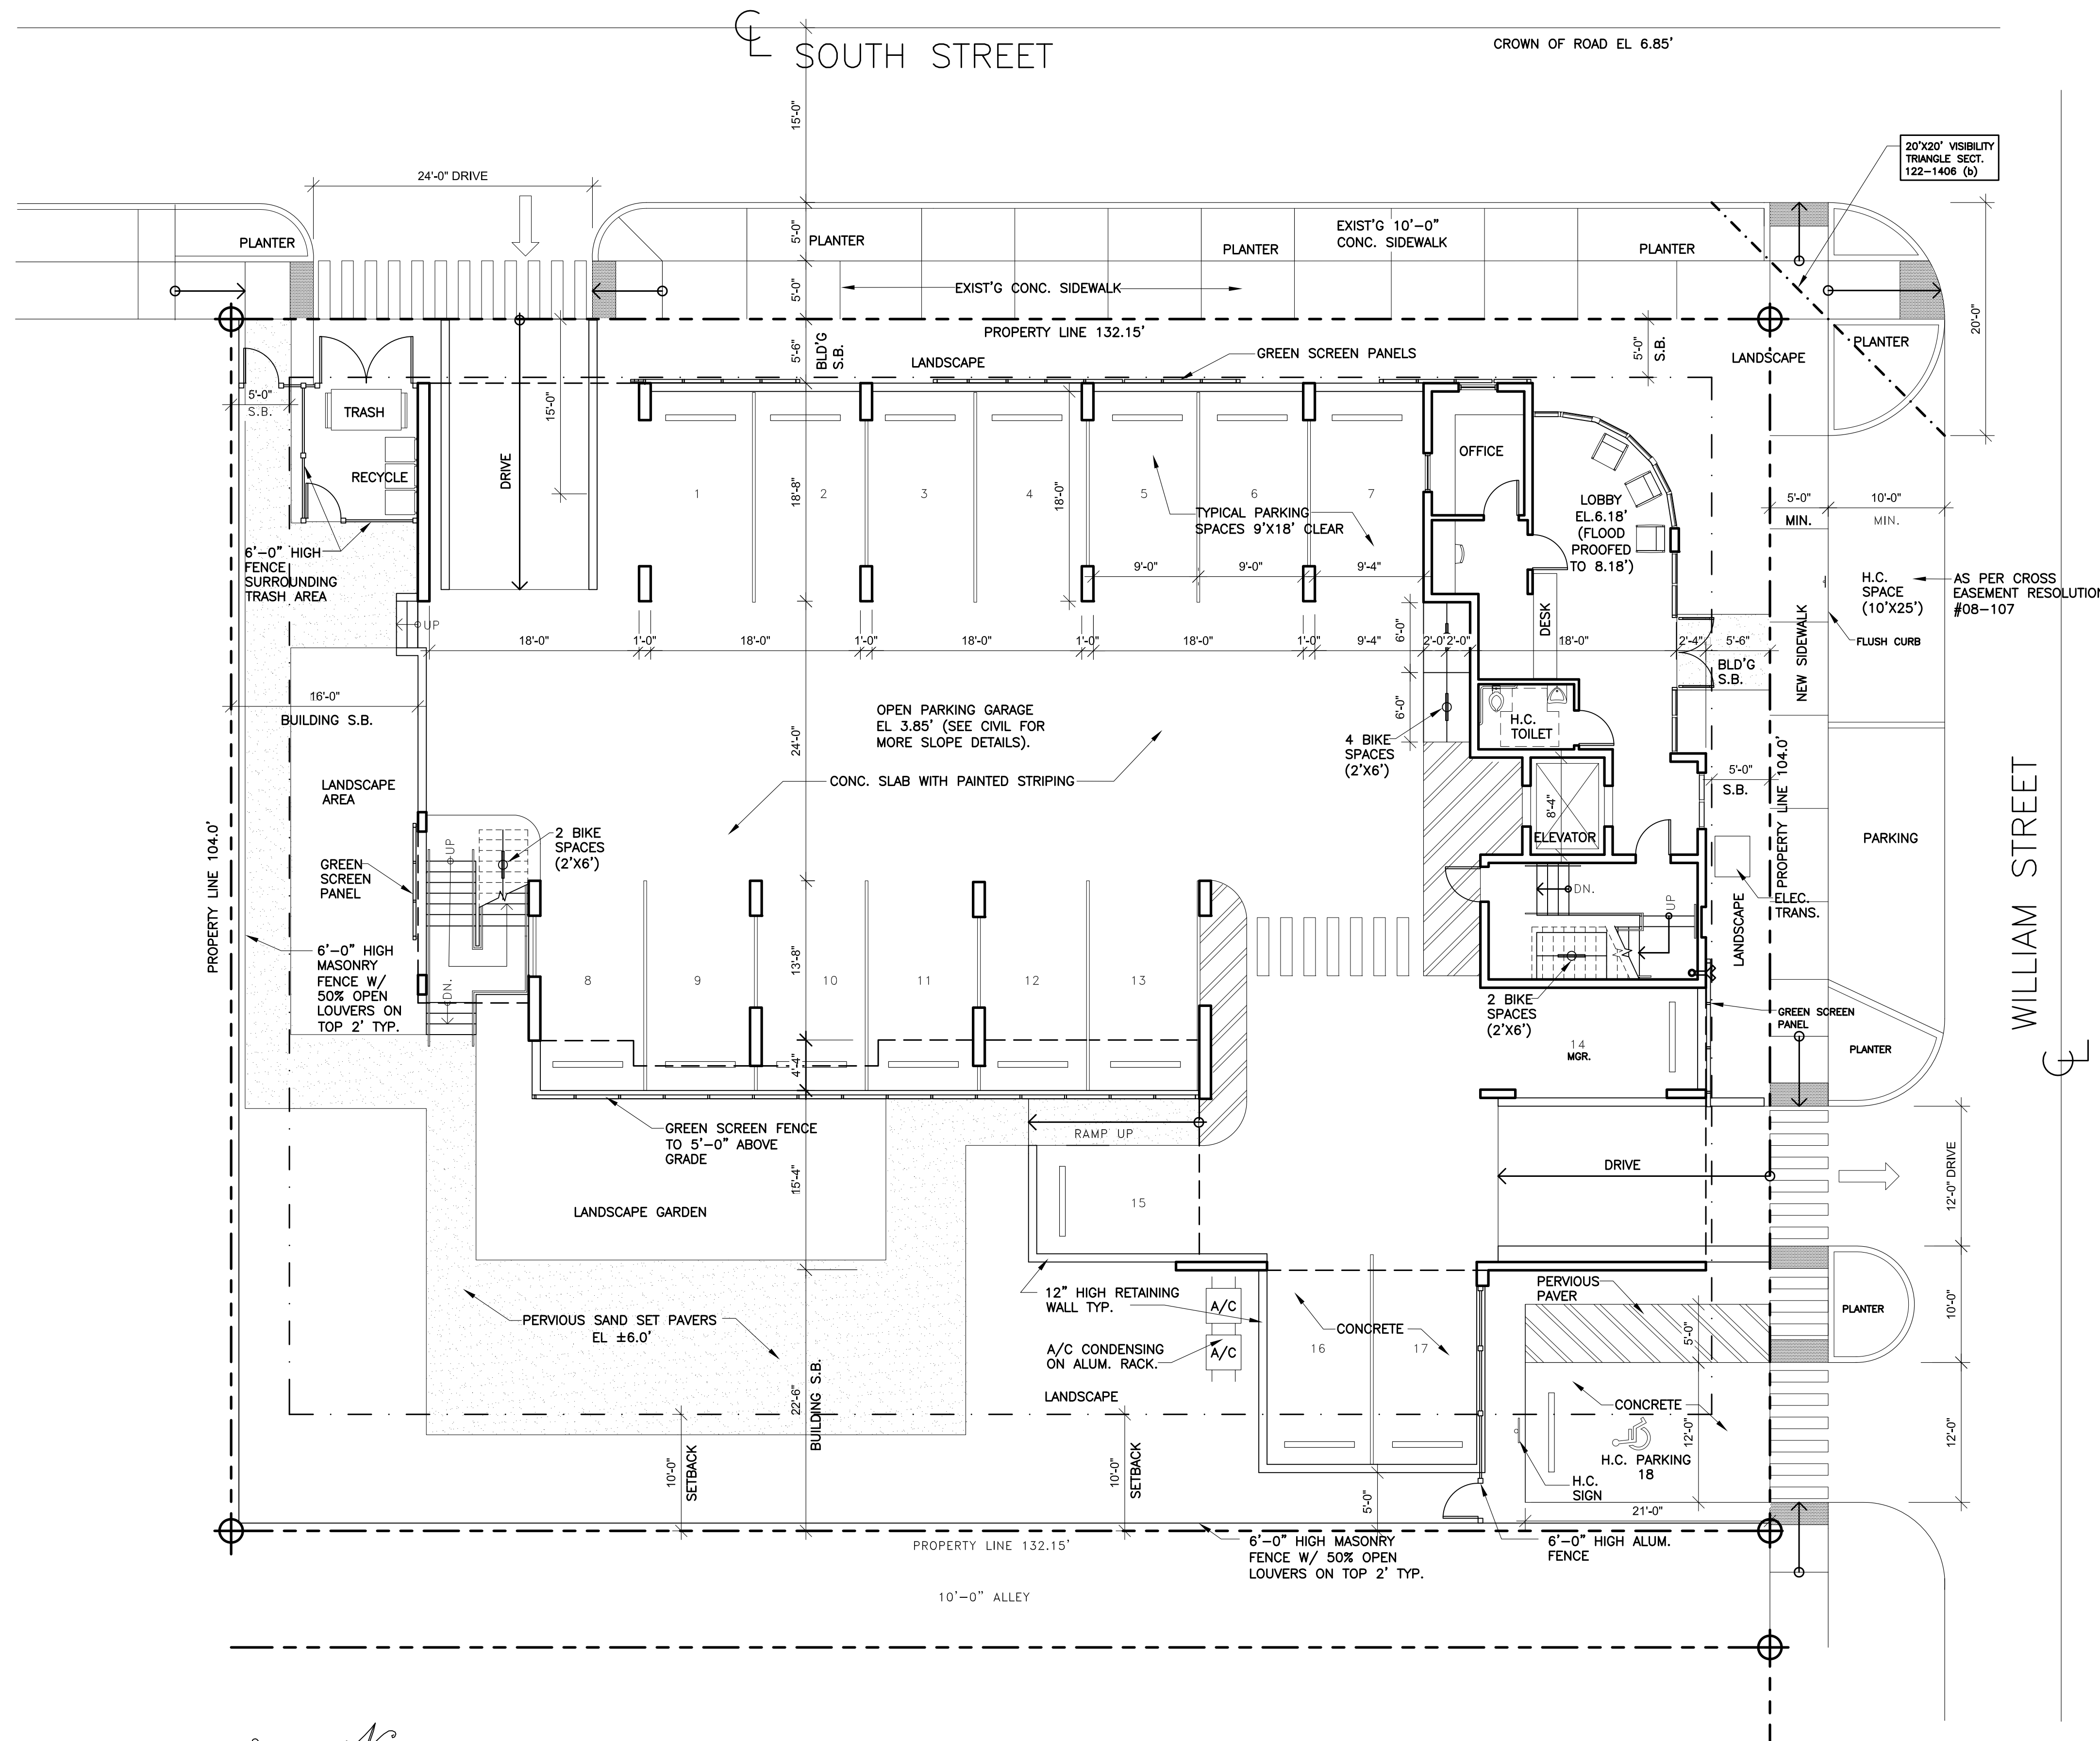 CL SOUTH STREET
CROWN OF ROAD EL 6.85'
15'-0"
20'X20' VISIBILITY
TRIANGLE SECT.
122-1406 (b)
24'-0" DRIVE
PLANTER
5'-0"
PLANTER
EXIST'G 10'-0"
CONC. SIDEWALK
PLANTER
PLANTER
5'-0"
EXIST'G CONC. SIDEWALK
20'-0"
PROPERTY LINE 132.15'
5'-6"
BLD'G
S.B.
LANDSCAPE
GREEN SCREEN PANELS
5'-0"
S.B.
LANDSCAPE
PLANTER
5'-0"
S.B.
TRASH
15'-0"
RECYCLE
DRIVE
18'-8"
18'-0"
1
2
3
4
5
6
7
TYPICAL PARKING
SPACES 9'X18' CLEAR
OFFICE
LOBBY
EL.6.18'
(FLOOD
PROOFED
TO 8.18')
5'-0"
MIN.
10'-0"
MIN.
6'-0" HIGH
FENCE
SURROUNDING
TRASH AREA
9'-0"
9'-0"
9'-4"
H.C.
SPACE
(10'X25')
AS PER CROSS
EASEMENT RESOLUTION
#08-107
UP
18'-0"
1'-0"
18'-0"
1'-0"
18'-0"
1'-0"
18'-0"
1'-0"
9'-4"
6'-0"
2'-0"
2'-0"
DESK
18'-0"
2'-4"
5'-6"
BLD'G
S.B.
NEW SIDEWALK
FLUSH CURB
16'-0"
BUILDING S.B.
OPEN PARKING GARAGE
EL 3.85' (SEE CIVIL FOR
MORE SLOPE DETAILS).
24'-0"
6'-0"
4 BIKE
SPACES
(2'X6')
H.C.
TOILET
CONC. SLAB WITH PAINTED STRIPING
LANDSCAPE
AREA
5'-0"
S.B.
PROPERTY LINE 104.0'
8'-4"
ELEVATOR
PARKING
WILLIAM STREET
CL
PROPERTY LINE 104.0'
UP
2 BIKE
SPACES
(2'X6')
GREEN
SCREEN
PANEL
DN.
UP
LANDSCAPE
ELEC.
TRANS.
6'-0" HIGH
MASONRY
FENCE W/
50% OPEN
LOUVERS ON
TOP 2' TYP.
DN.
13'-8"
8
9
10
11
12
13
2 BIKE
SPACES
(2'X6')
GREEN SCREEN
PANEL
14
MGR.
PLANTER
4'-4"
GREEN SCREEN FENCE
TO 5'-0" ABOVE
GRADE
RAMP UP
15'-4"
DRIVE
12'-0" DRIVE
LANDSCAPE GARDEN
15
PERVIOUS SAND SET PAVERS
EL ±6.0'
12" HIGH RETAINING
WALL TYP.
A/C
A/C
A/C CONDENSING
ON ALUM. RACK.
CONCRETE
16
17
PERVIOUS
PAVER
5'-0"
PLANTER
10'-0"
22'-6"
BUILDING S.B.
LANDSCAPE
CONCRETE
12'-0"
12'-0"
H.C. PARKING
18
H.C.
SIGN
10'-0"
SETBACK
10'-0"
SETBACK
5'-0"
21'-0"
PROPERTY LINE 132.15'
6'-0" HIGH MASONRY
FENCE W/ 50% OPEN
LOUVERS ON TOP 2' TYP.
6'-0" HIGH ALUM.
FENCE
10'-0" ALLEY